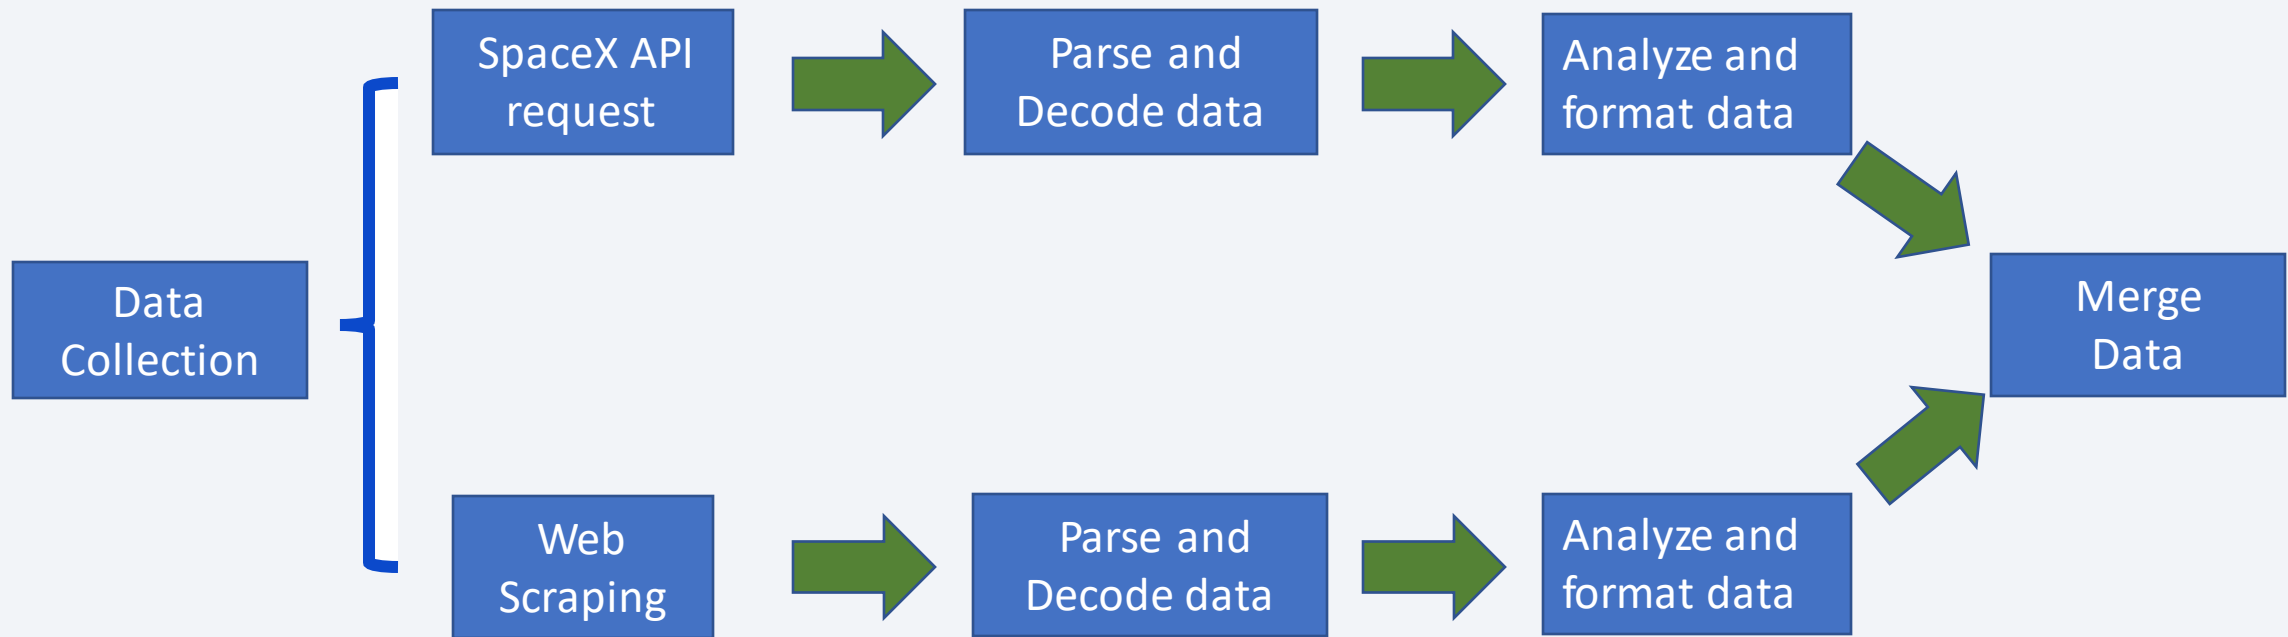 Data
Collection
SpaceX API
request
Parse and
Decode data
Analyze and
format data
Web
Scraping
Parse and
Decode data
Analyze and
format data
Merge
Data